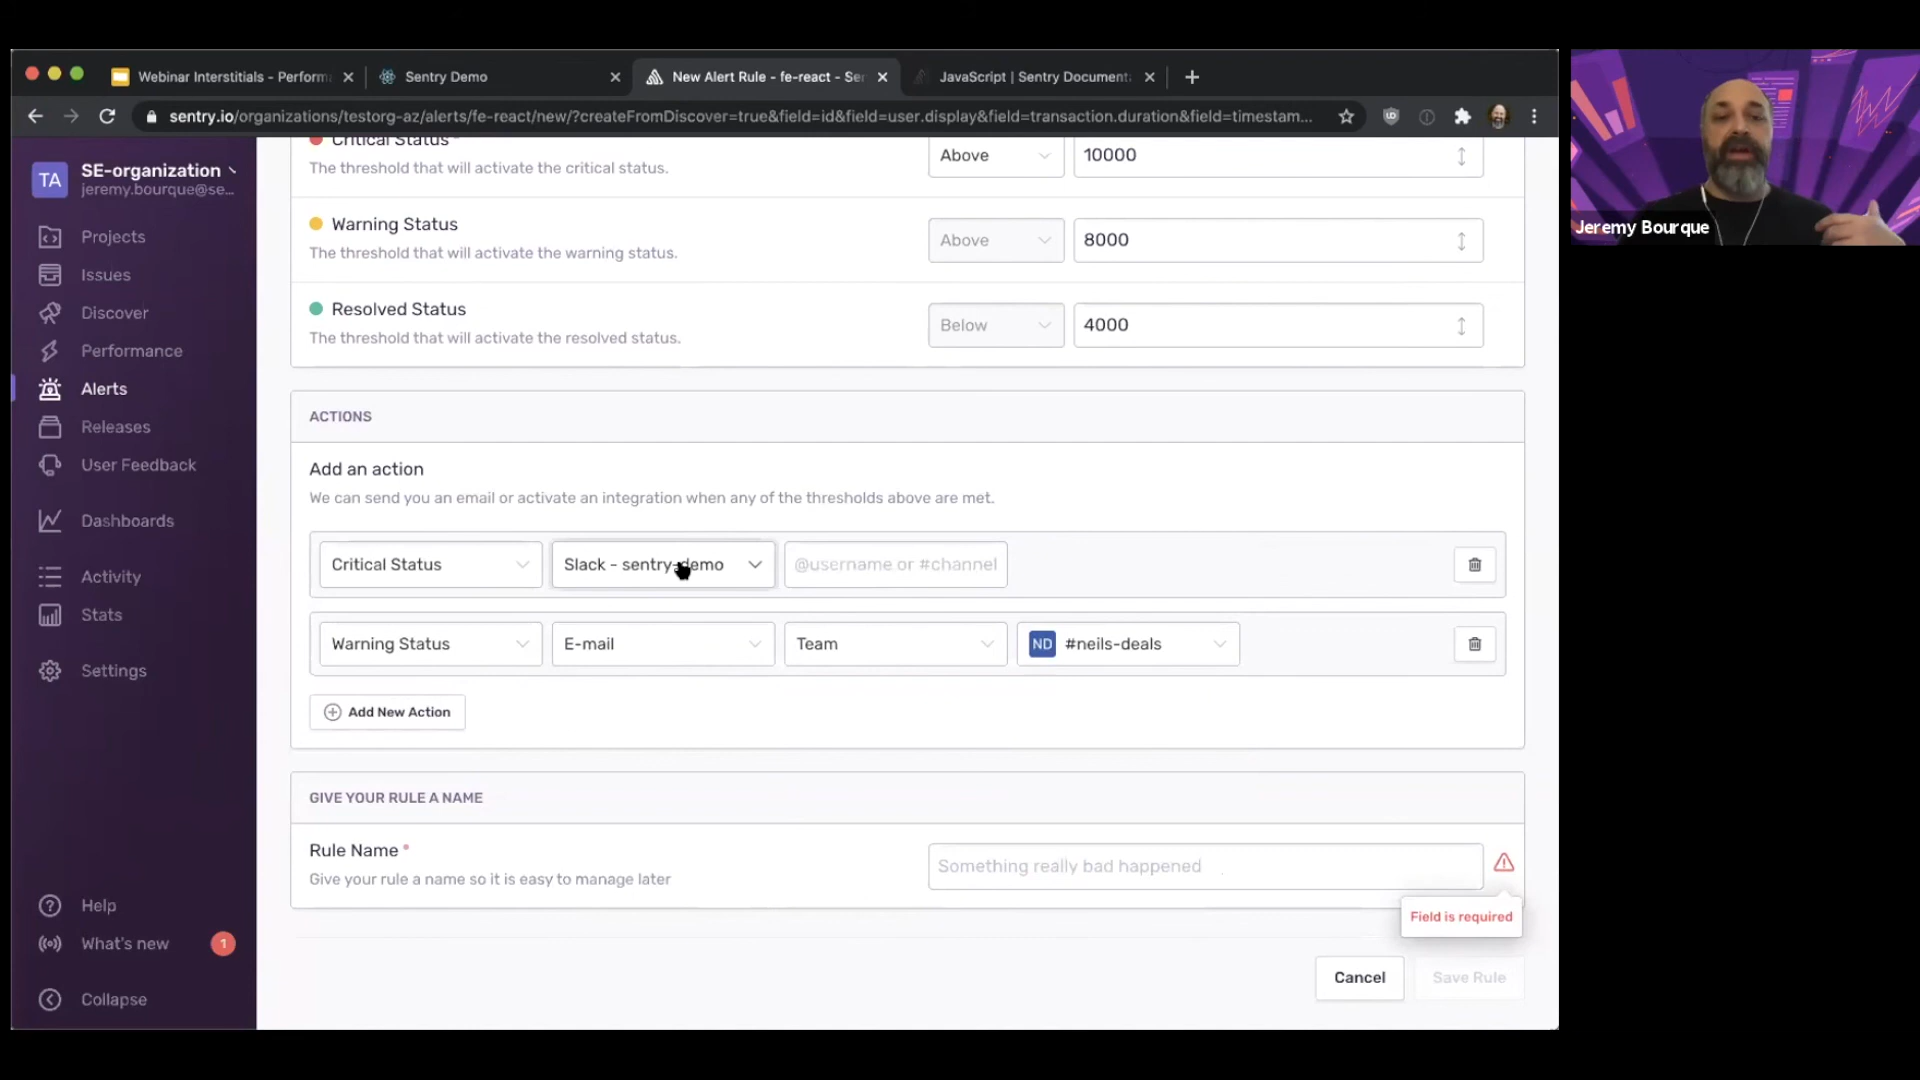 Webinar Interstitials - Perform
Sentry Demo
New Alert Rule - fe-react - Se
JavaScript | Sentry Document
sentry.io/organizations/testorg-az/alerts/fe-react/new/?createFromDiscover=true&field=id&field=user.display&field=transaction.duration&field=timestam...
TA
SE-organization
jeremy.bourque@se...
Projects
Issues
Discover
Performance
Alerts
Releases
User Feedback
Dashboards
Activity
Stats
Settings
Help
What's new
1
Collapse
Critical Status
The threshold that will activate the critical status.
Above
10000
Warning Status
The threshold that will activate the warning status.
Above
8000
Resolved Status
The threshold that will activate the resolved status.
Below
4000
ACTIONS
Add an action
We can send you an email or activate an integration when any of the thresholds above are met.
Critical Status
Slack - sentry-demo
@username or #channel
Warning Status
E-mail
Team
ND
#neils-deals
Add New Action
GIVE YOUR RULE A NAME
Rule Name *
Give your rule a name so it is easy to manage later
Something really bad happened
Field is required
Cancel
Save Rule
Jeremy Bourque